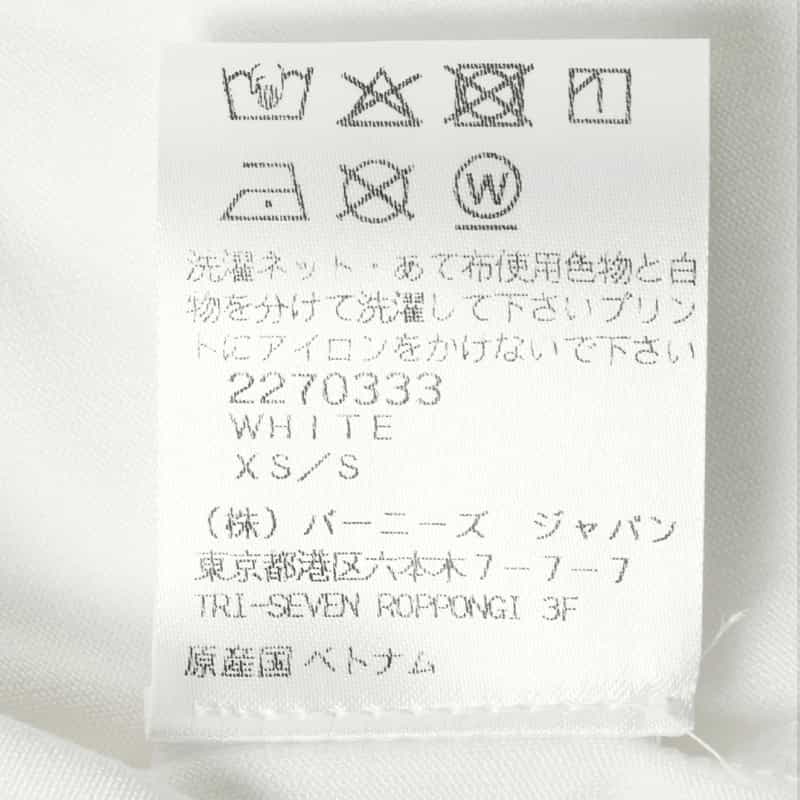 W
洗濯ネット・あて布使用色物と白
物を分けて洗濯して下さいプリン
トにアイロンをかけないで下さい
2270333
WHITE
XS/S
(株)バーニーズ ジャパン
東京都港区六本木7-7-7
TRI-SEVEN ROPPONGI 3F
原産国 ベトナム